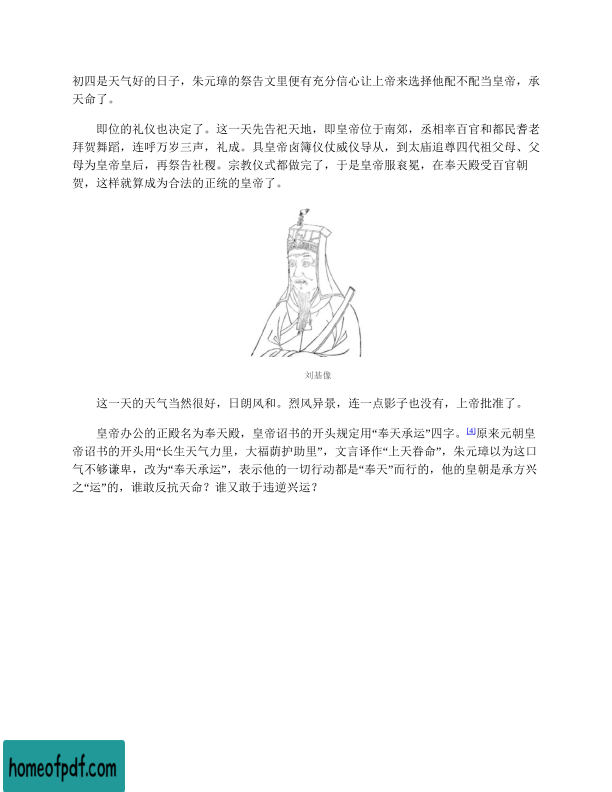 初四是天气好的日子，朱元璋的祭告文里便有充分信心让上帝来选择他配不配当皇帝，承
天命了。
即位的礼仪也决定了。这一天先告祀天地，即皇帝位于南郊，丞相率百官和都民耆老
拜贺舞蹈，连呼万岁三声，礼成。具皇帝卤簿仪仗威仪导从，到太庙追尊四代祖父母、父
母为皇帝皇后，再祭告社稷。宗教仪式都做完了，于是皇帝服衮冕，在奉天殿受百官朝
贺，这样就算成为合法的正统的皇帝了。
刘基像
这一天的天气当然很好，日朗风和。烈风异景，连一点影子也没有，上帝批准了。
皇帝办公的正殿名为奉天殿，皇帝诏书的开头规定用“奉天承运”四字。[4]原来元朝皇
帝诏书的开头用“长生天气力里，大福荫护助里”，文言译作“上天眷命”，朱元璋以为这口
气不够谦卑，改为“奉天承运”，表示他的一切行动都是“奉天”而行的，他的皇朝是承方兴
之“运”的，谁敢反抗天命？谁又敢于违逆兴运？
homeofpdf.com